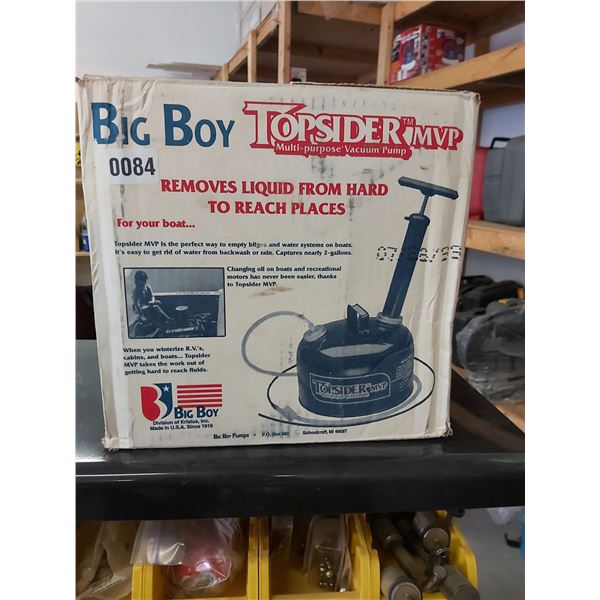 BIG BOY TOPSIDER™ MVP
Multi-purpose Vacuum Pump
0084
REMOVES LIQUID FROM HARD
TO REACH PLACES
For your boat...
Topsider MVP is the perfect way to empty bilges and water systems on boats.
It's easy to get rid of water from backwash or rain. Captures nearly 2-gallons.
Changing oil on boats and recreational
motors has never been easier, thanks
to Topsider MVP.
When you winterize R.V.'s,
cabins, and boats... Topsider
MVP takes the work out of
getting hard to reach fluids.
TOPSIDER MVP
B BIG BOY
Division of Kristus, Inc.
Made in U.S.A. Since 1919
BIG BOY Pumps • P.O. Box 582 Schoolcraft, MI 49087